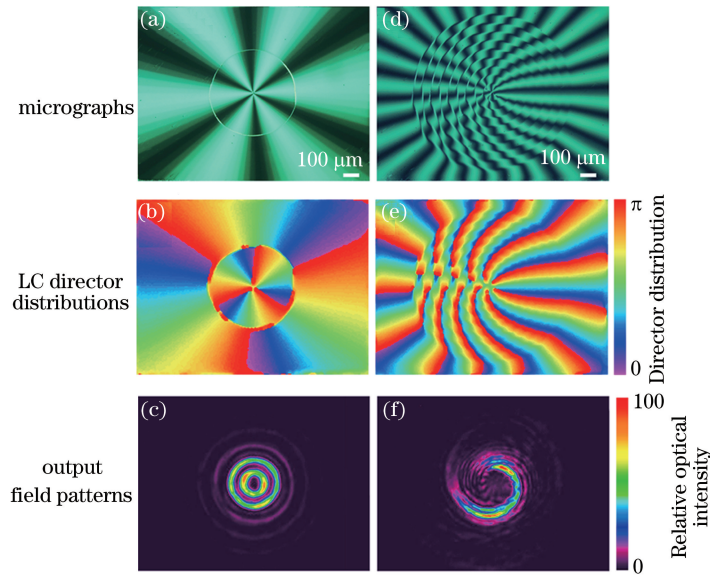 (a)
(d)
micrographs
100 μm
100 μm
(b)
(e)
π
LC director
distributions
Director distribution
0
(c)
(f)
100
output
field patterns
Relative optical
intensity
0